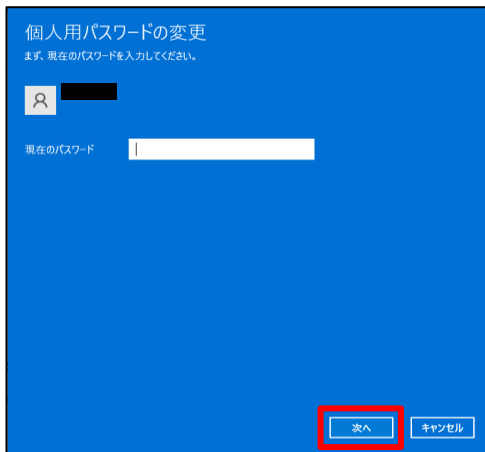 個人用パスワードの変更
まず、現在のパスワードを入力してください。
現在のパスワード
次へ
キャンセル